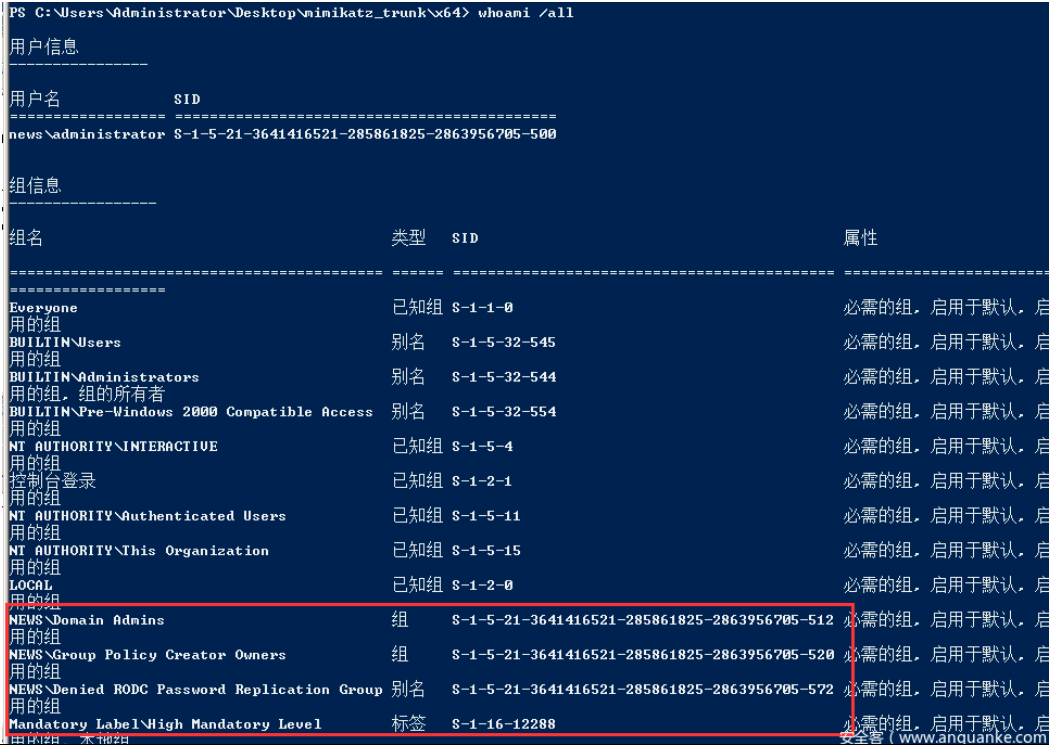 PS C:\Users\Administrator\Desktop\mimikatz_trunk\x64> whoami /all
用户信息
----------------
用户名 SID
================== ============================================
news\administrator S-1-5-21-3641416521-285861825-2863956705-500
组信息
-----------------
组名 类型 SID 属性
=========================================== ====== ============================================ ========================
==================
Everyone 已知组 S-1-1-0 必需的组, 启用于默认, 启
用的组
BUILTIN\Users 别名 S-1-5-32-545 必需的组, 启用于默认, 启
用的组
BUILTIN\Administrators 别名 S-1-5-32-544 必需的组, 启用于默认, 启
用的组, 组的所有者
BUILTIN\Pre-Windows 2000 Compatible Access 别名 S-1-5-32-554 必需的组, 启用于默认, 启
用的组
NT AUTHORITY\INTERACTIVE 已知组 S-1-5-4 必需的组, 启用于默认, 启
用的组
控制台登录 已知组 S-1-2-1 必需的组, 启用于默认, 启
用的组
NT AUTHORITY\Authenticated Users 已知组 S-1-5-11 必需的组, 启用于默认, 启
用的组
NT AUTHORITY\This Organization 已知组 S-1-5-15 必需的组, 启用于默认, 启
用的组
LOCAL 已知组 S-1-2-0 必需的组, 启用于默认, 启
用的组
NEWS\Domain Admins 组 S-1-5-21-3641416521-285861825-2863956705-512 必需的组, 启用于默认, 启
用的组
NEWS\Group Policy Creator Owners 组 S-1-5-21-3641416521-285861825-2863956705-520 必需的组, 启用于默认, 启
用的组
NEWS\Denied RODC Password Replication Group 别名 S-1-5-21-3641416521-285861825-2863956705-572 必需的组, 启用于默认, 启
用的组
Mandatory Label\High Mandatory Level 标签 S-1-16-12288 必需的组, 启用于默认, 启
用的组, 本地组
安全客 ( www.anquanke.com